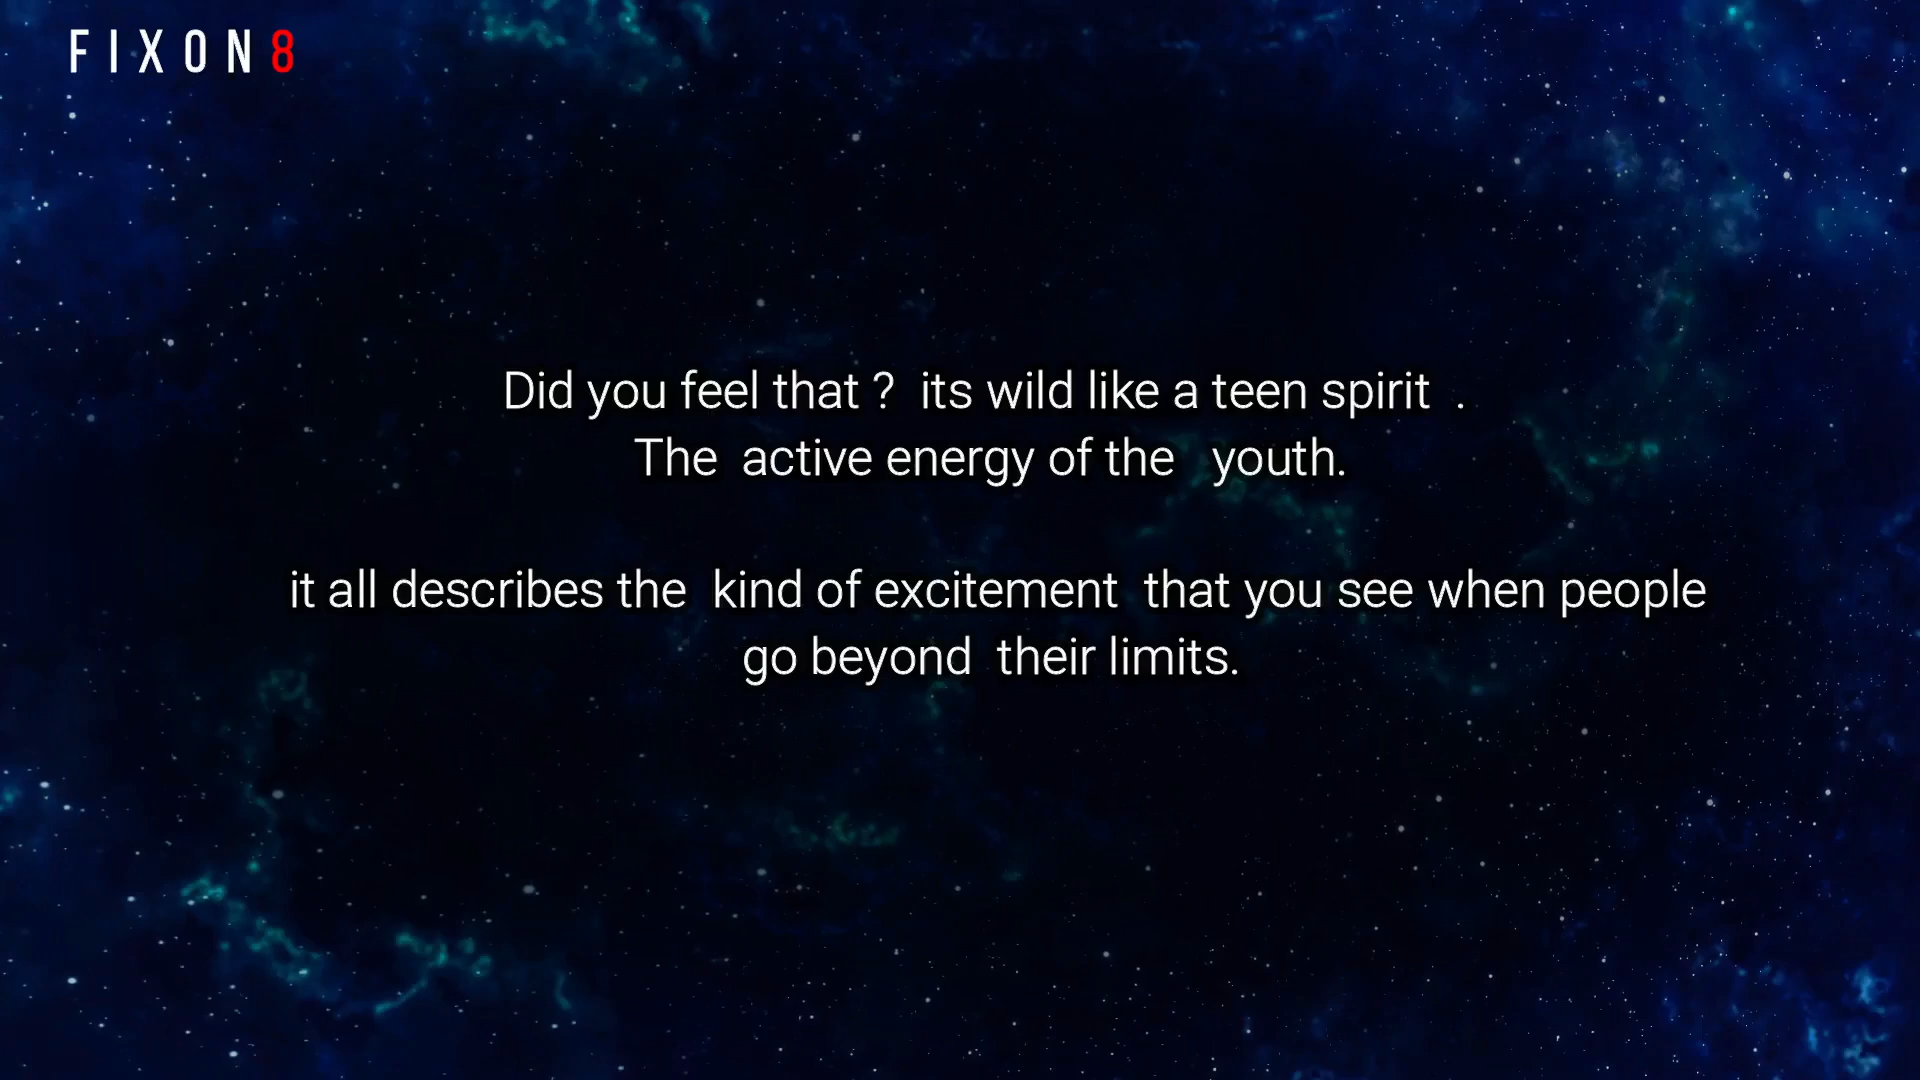 FIXON8
Did you feel that ? its wild like a teen spirit .
The active energy of the youth.
it all describes the kind of excitement that you see when people
go beyond their limits.